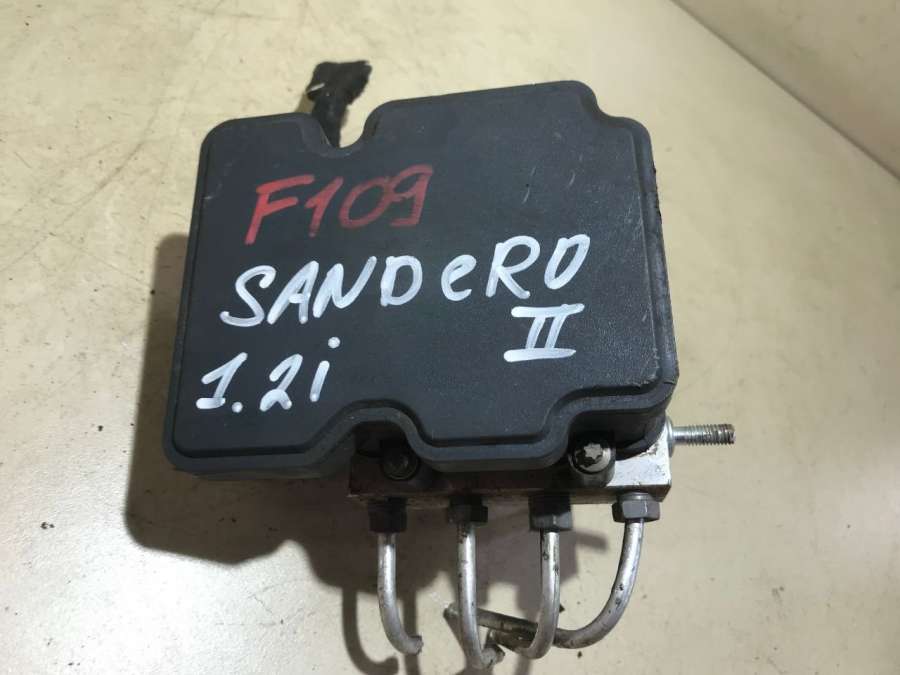 F109
SANDeRO
II
1.2i